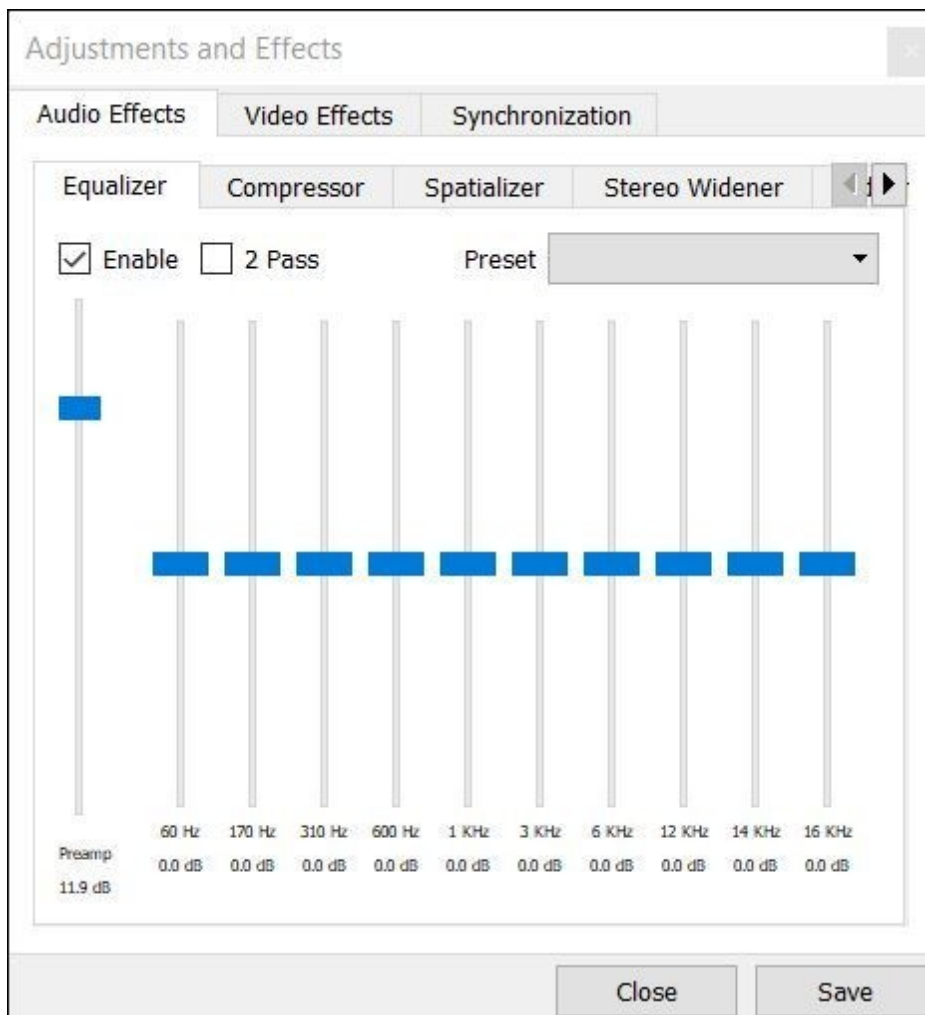 Adjustments and Effects
Audio Effects Video Effects Synchronization
Equalizer Compressor Spatializer Stereo Widener
Enable 2 Pass Preset
60 Hz 170 Hz 310 Hz 600 Hz 1 KHz 3 KHz 6 KHz 12 KHz 14 KHz 16 KHz
Preamp
0.0 dB 0.0 dB 0.0 dB 0.0 dB 0.0 dB 0.0 dB 0.0 dB 0.0 dB 0.0 dB 0.0 dB
11.9 dB
Close Save